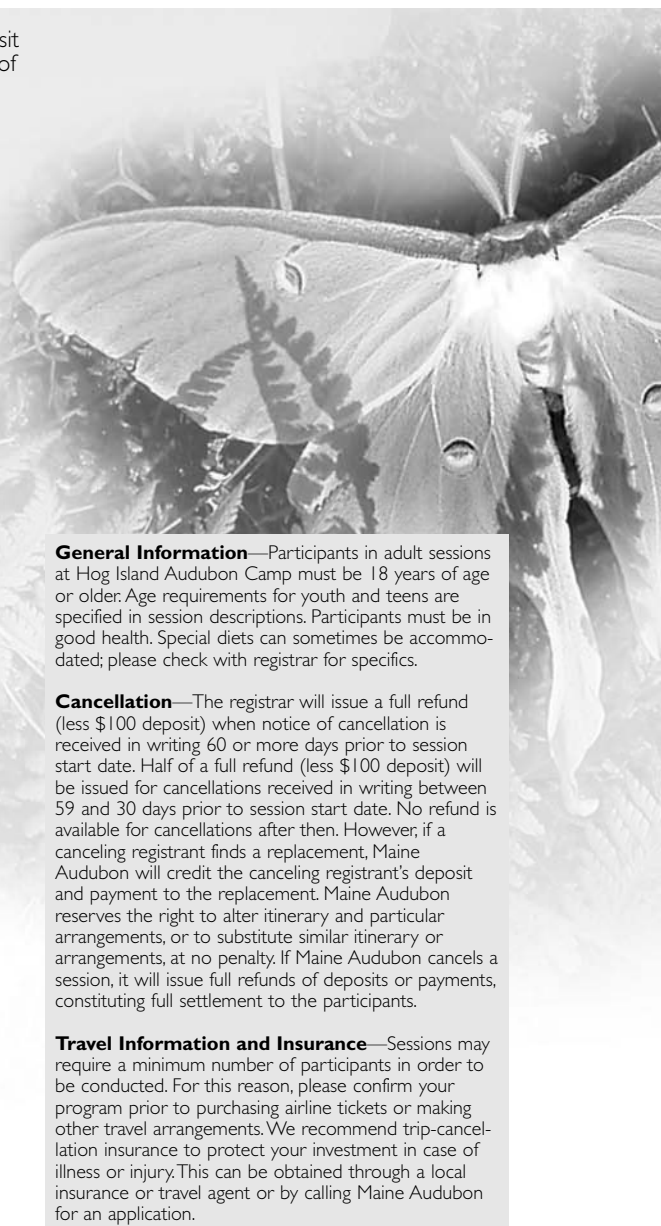 sit
of
General Information—Participants in adult sessions
at Hog Island Audubon Camp must be 18 years of age
or older. Age requirements for youth and teens are
specified in session descriptions. Participants must be in
good health. Special diets can sometimes be accommo-
dated; please check with registrar for specifics.
Cancellation—The registrar will issue a full refund
(less $100 deposit) when notice of cancellation is
received in writing 60 or more days prior to session
start date. Half of a full refund (less $100 deposit) will
be issued for cancellations received in writing between
59 and 30 days prior to session start date. No refund is
available for cancellations after then. However, if a
canceling registrant finds a replacement, Maine
Audubon will credit the canceling registrant's deposit
and payment to the replacement. Maine Audubon
reserves the right to alter itinerary and particular
arrangements, or to substitute similar itinerary or
arrangements, at no penalty. If Maine Audubon cancels a
session, it will issue full refunds of deposits or payments,
constituting full settlement to the participants.
Travel Information and Insurance—Sessions may
require a minimum number of participants in order to
be conducted. For this reason, please confirm your
program prior to purchasing airline tickets or making
other travel arrangements. We recommend trip-cancel-
lation insurance to protect your investment in case of
illness or injury. This can be obtained through a local
insurance or travel agent or by calling Maine Audubon
for an application.